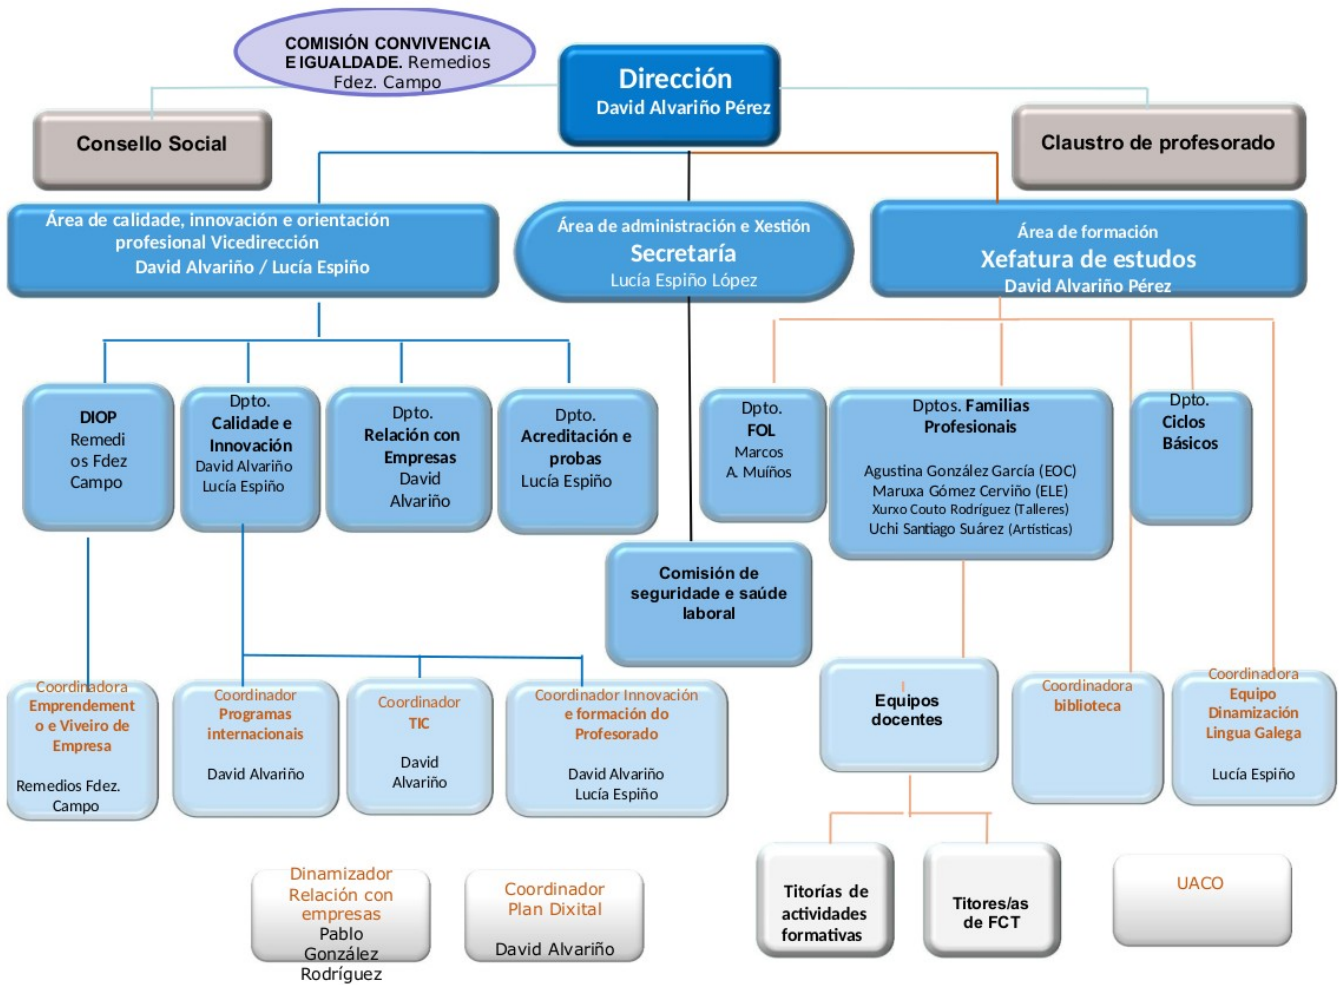 COMISIÓN CONVIVENCIA
E IGUALDADE. Remedios
Fdez. Campo
Dirección
David Alvariño Pérez
Consello Social
Claustro de profesorado
Área de calidade, innovación e orientación
profesional Vicedirección
David Alvariño / Lucía Espiño
Área de administración e Xestión
Secretaría
Lucía Espiño López
Área de formación
Xefatura de estudos
David Alvariño Pérez
DIOP
Remedi
os Fdez
Campo
Dpto.
Calidade e
Innovación
David Alvariño
Lucía Espiño
Dpto.
Relación con
Empresas
David
Alvariño
Dpto.
Acreditación e
probas
Lucía Espiño
Dpto.
FOL
Marcos
A. Muíños
Dptos. Familias
Profesionais
Agustina González García (EOC)
Maruxa Gómez Cerviño (ELE)
Xurxo Couto Rodríguez (Talleres)
Uchi Santiago Suárez (Artísticas)
Dpto.
Ciclos
Básicos
Comisión de
seguridade e saúde
laboral
Coordinadora
Emprendement
o e Viveiro de
Empresa
Remedios Fdez.
Campo
Coordinador
Programas
internacionais
David Alvariño
Coordinador
TIC
David
Alvariño
Coordinador Innovación
e formación do
Profesorado
David Alvariño
Lucía Espiño
Equipos
docentes
Coordinadora
biblioteca
Coordinadora
Equipo
Dinamización
Lingua Galega
Lucía Espiño
Dinamizador
Relación con
empresas
Pablo
González
Rodríguez
Coordinador
Plan Dixital
David Alvariño
Titorías de
actividades
formativas
Titores/as
de FCT
UACO